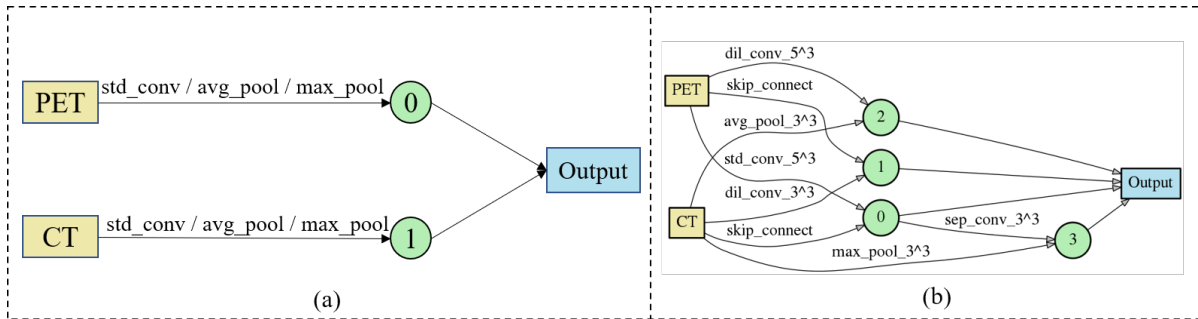 PET
std_conv / avg_pool / max_pool
0
Output
CT
std_conv / avg_pool / max_pool
1
(a)
dil_conv_5^3
PET
skip_connect
avg_pool_3^3
2
std_conv_5^3
1
Output
dil_conv_3^3
CT
0
sep_conv_3^3
skip_connect
3
max_pool_3^3
(b)